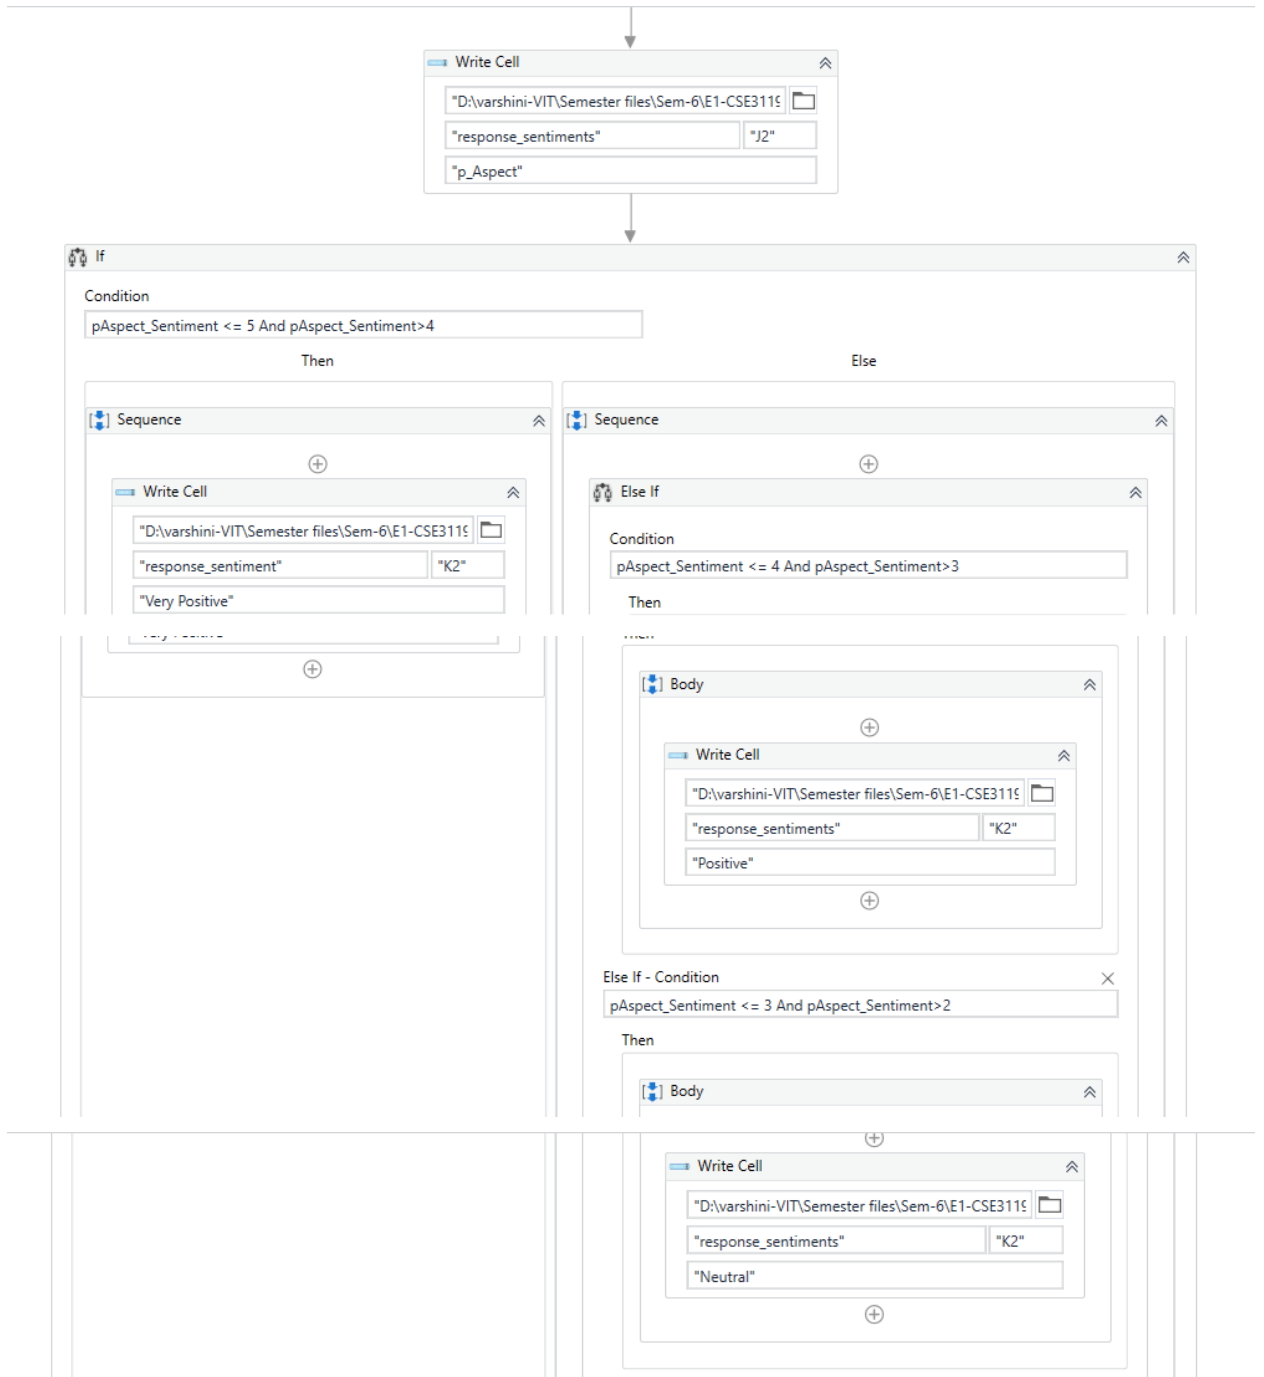 Write Cell
"D:\varshini-VIT\Semester files\Sem-6\E1-CSE3119
"response_sentiments" "J2"
"p_Aspect"
If
Condition
pAspect_Sentiment <= 5 And pAspect_Sentiment>4
Then Else
Sequence Sequence
Write Cell Else If
"D:\varshini-VIT\Semester files\Sem-6\E1-CSE3119
Condition
"response_sentiment" "K2" pAspect_Sentiment <= 4 And pAspect_Sentiment>3
"Very Positive" Then
Body
Write Cell
"D:\varshini-VIT\Semester files\Sem-6\E1-CSE3119
"response_sentiments" "K2"
"Positive"
Else If - Condition
pAspect_Sentiment <= 3 And pAspect_Sentiment>2
Then
Body
Write Cell
"D:\varshini-VIT\Semester files\Sem-6\E1-CSE3119
"response_sentiments" "K2"
"Neutral"